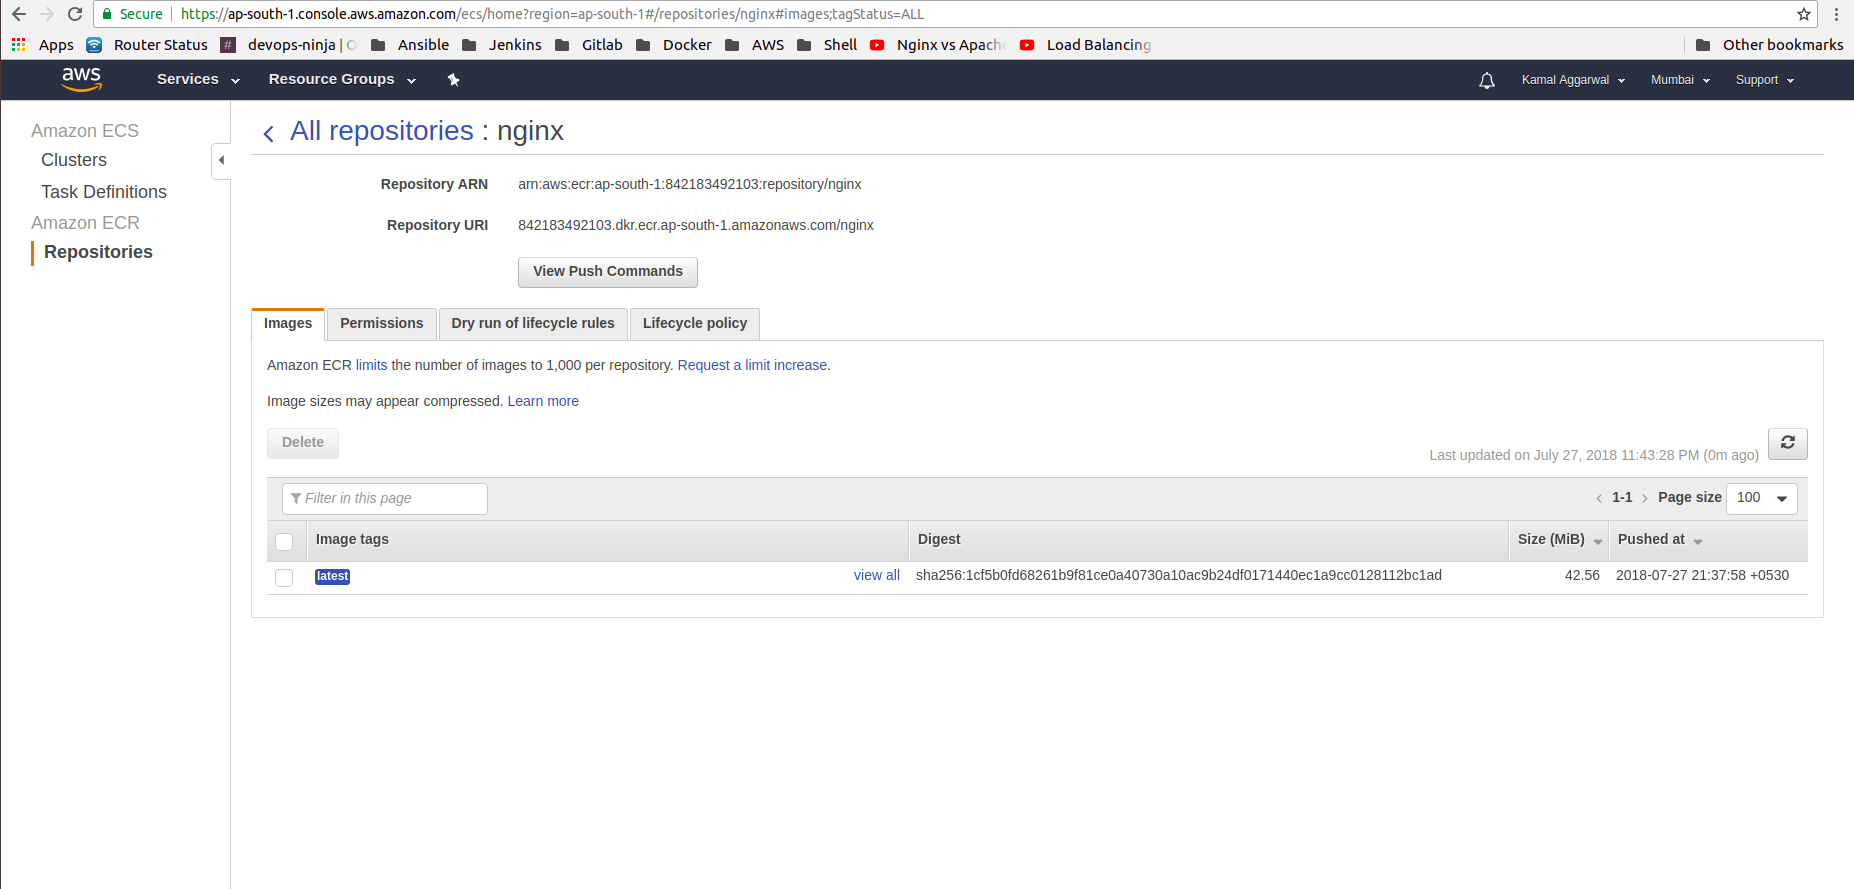 Secure https://ap-south-1.console.aws.amazon.com/ecs/home?region=ap-south-1#/repositories/nginx#images;tagStatus=ALL
Apps Router Status # devops-ninja | Ansible Jenkins Gitlab Docker AWS Shell Nginx vs Apach Load Balancing Other bookmarks
aws Services Resource Groups Kamal Aggarwal Mumbai Support
Amazon ECS
Clusters
Task Definitions
Amazon ECR
Repositories
All repositories : nginx
Repository ARN arn:aws:ecr:ap-south-1:842183492103:repository/nginx
Repository URI 842183492103.dkr.ecr.ap-south-1.amazonaws.com/nginx
View Push Commands
Images Permissions Dry run of lifecycle rules Lifecycle policy
Amazon ECR limits the number of images to 1,000 per repository. Request a limit increase.
Image sizes may appear compressed. Learn more
Delete
Last updated on July 27, 2018 11:43:28 PM (0m ago)
Filter in this page 1-1 Page size 100
Image tags Digest Size (MiB) Pushed at
latest view all sha256:1cf5b0fd68261b9f81ce0a40730a10ac9b24df0171440ec1a9cc0128112bc1ad 42.56 2018-07-27 21:37:58 +0530